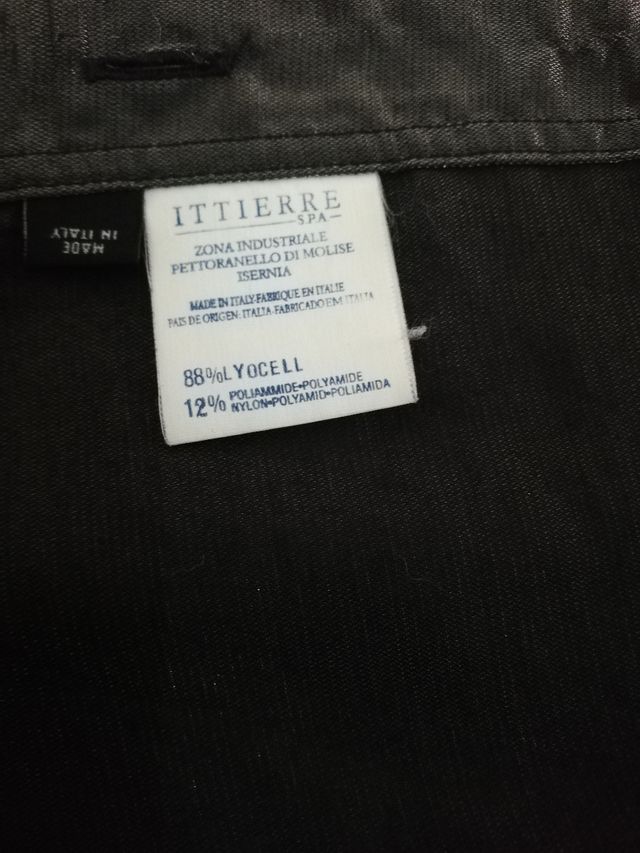 ITTIERRE
S.P.A
ZONA INDUSTRIALE
PETTORANELLO DI MOLISE
ISERNIA
MADE IN ITALY-FABRIQUE EN ITALIE
PAIS DE ORIGEN: ITALIA-FABRICADO EM ITALIA
88%LYOCELL
12% POLIAMMIDE•POLYAMIDE
NYLON•POLYAMID•POLIAMIDA
MADE
IN ITALY